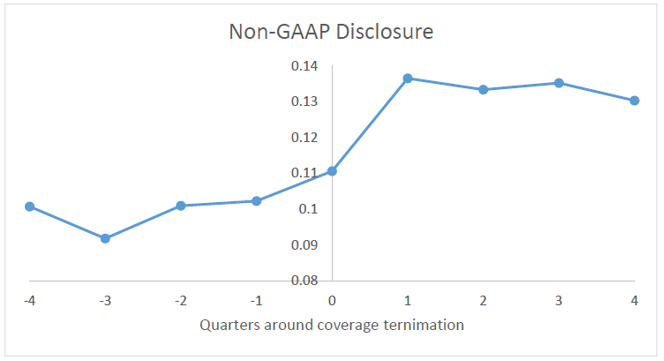 Non-GAAP Disclosure
0.14
0.13
0.12
0.11
0.1
0.09
0.08
-4 -3 -2 -1 0 1 2 3 4
Quarters around coverage ternimation